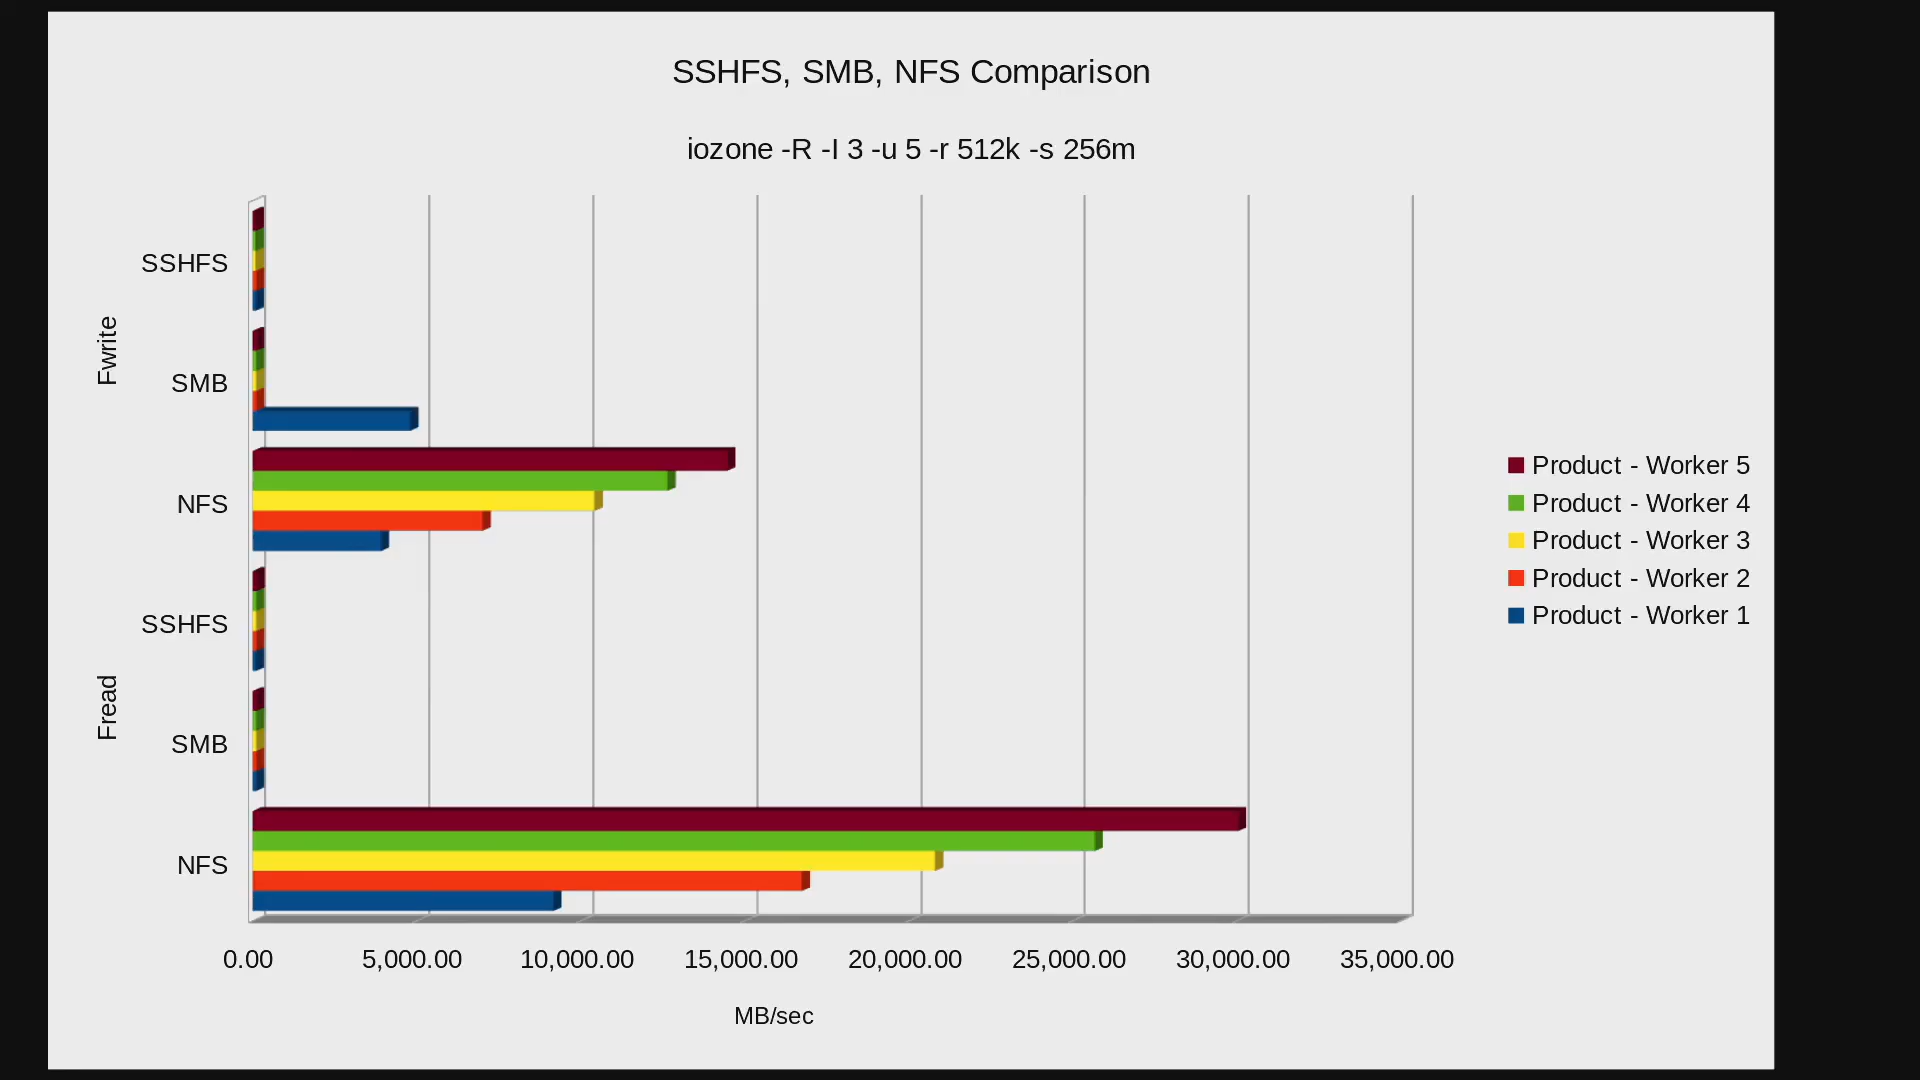 SSHFS, SMB, NFS Comparison
iozone -R -I 3 -u 5 -r 512k -s 256m
Fwrite
SSHFS
SMB
NFS
Fread
SSHFS
SMB
NFS
0.00 5,000.00 10,000.00 15,000.00 20,000.00 25,000.00 30,000.00 35,000.00
MB/sec
Product - Worker 5
Product - Worker 4
Product - Worker 3
Product - Worker 2
Product - Worker 1